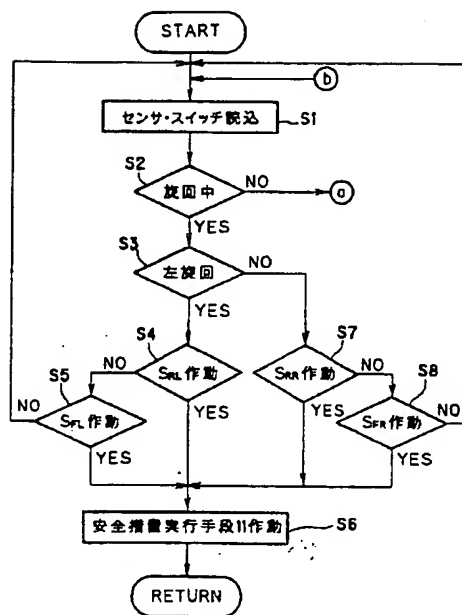 START
b
センサ・スイッチ読込
S1
S2
旋回中
NO
a
YES
S3
左旋回
NO
YES
S4
SRL作動
NO
YES
S5
SFL作動
NO
YES
S7
SRR作動
NO
YES
S8
SFR作動
NO
YES
安全措置実行手段11作動
S6
RETURN